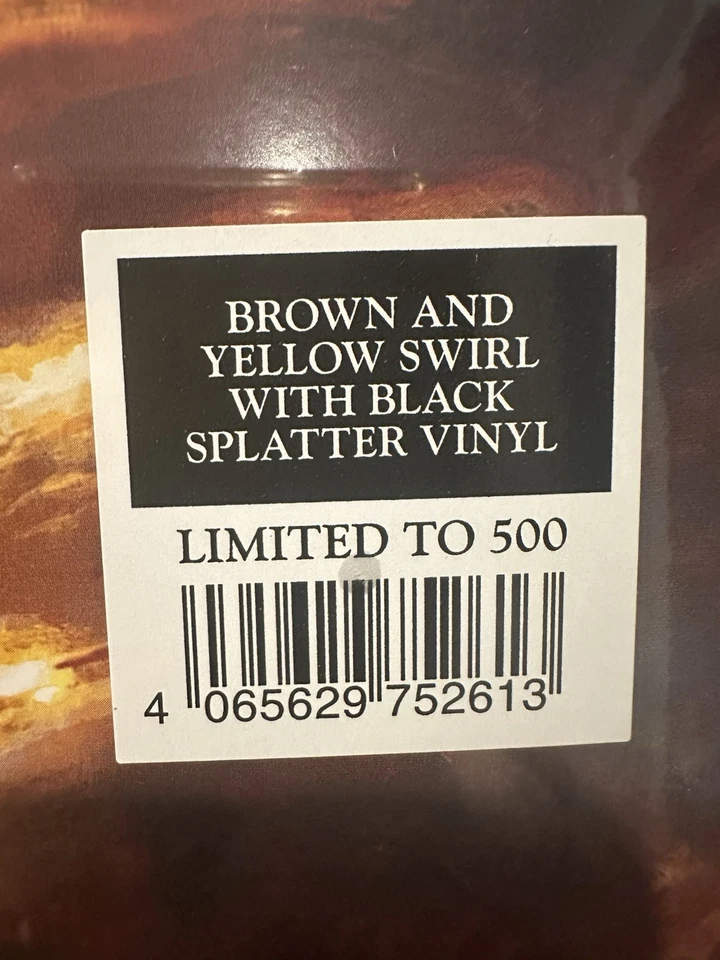 BROWN AND
YELLOW SWIRL
WITH BLACK
SPLATTER VINYL
LIMITED TO 500
4 065629 752613